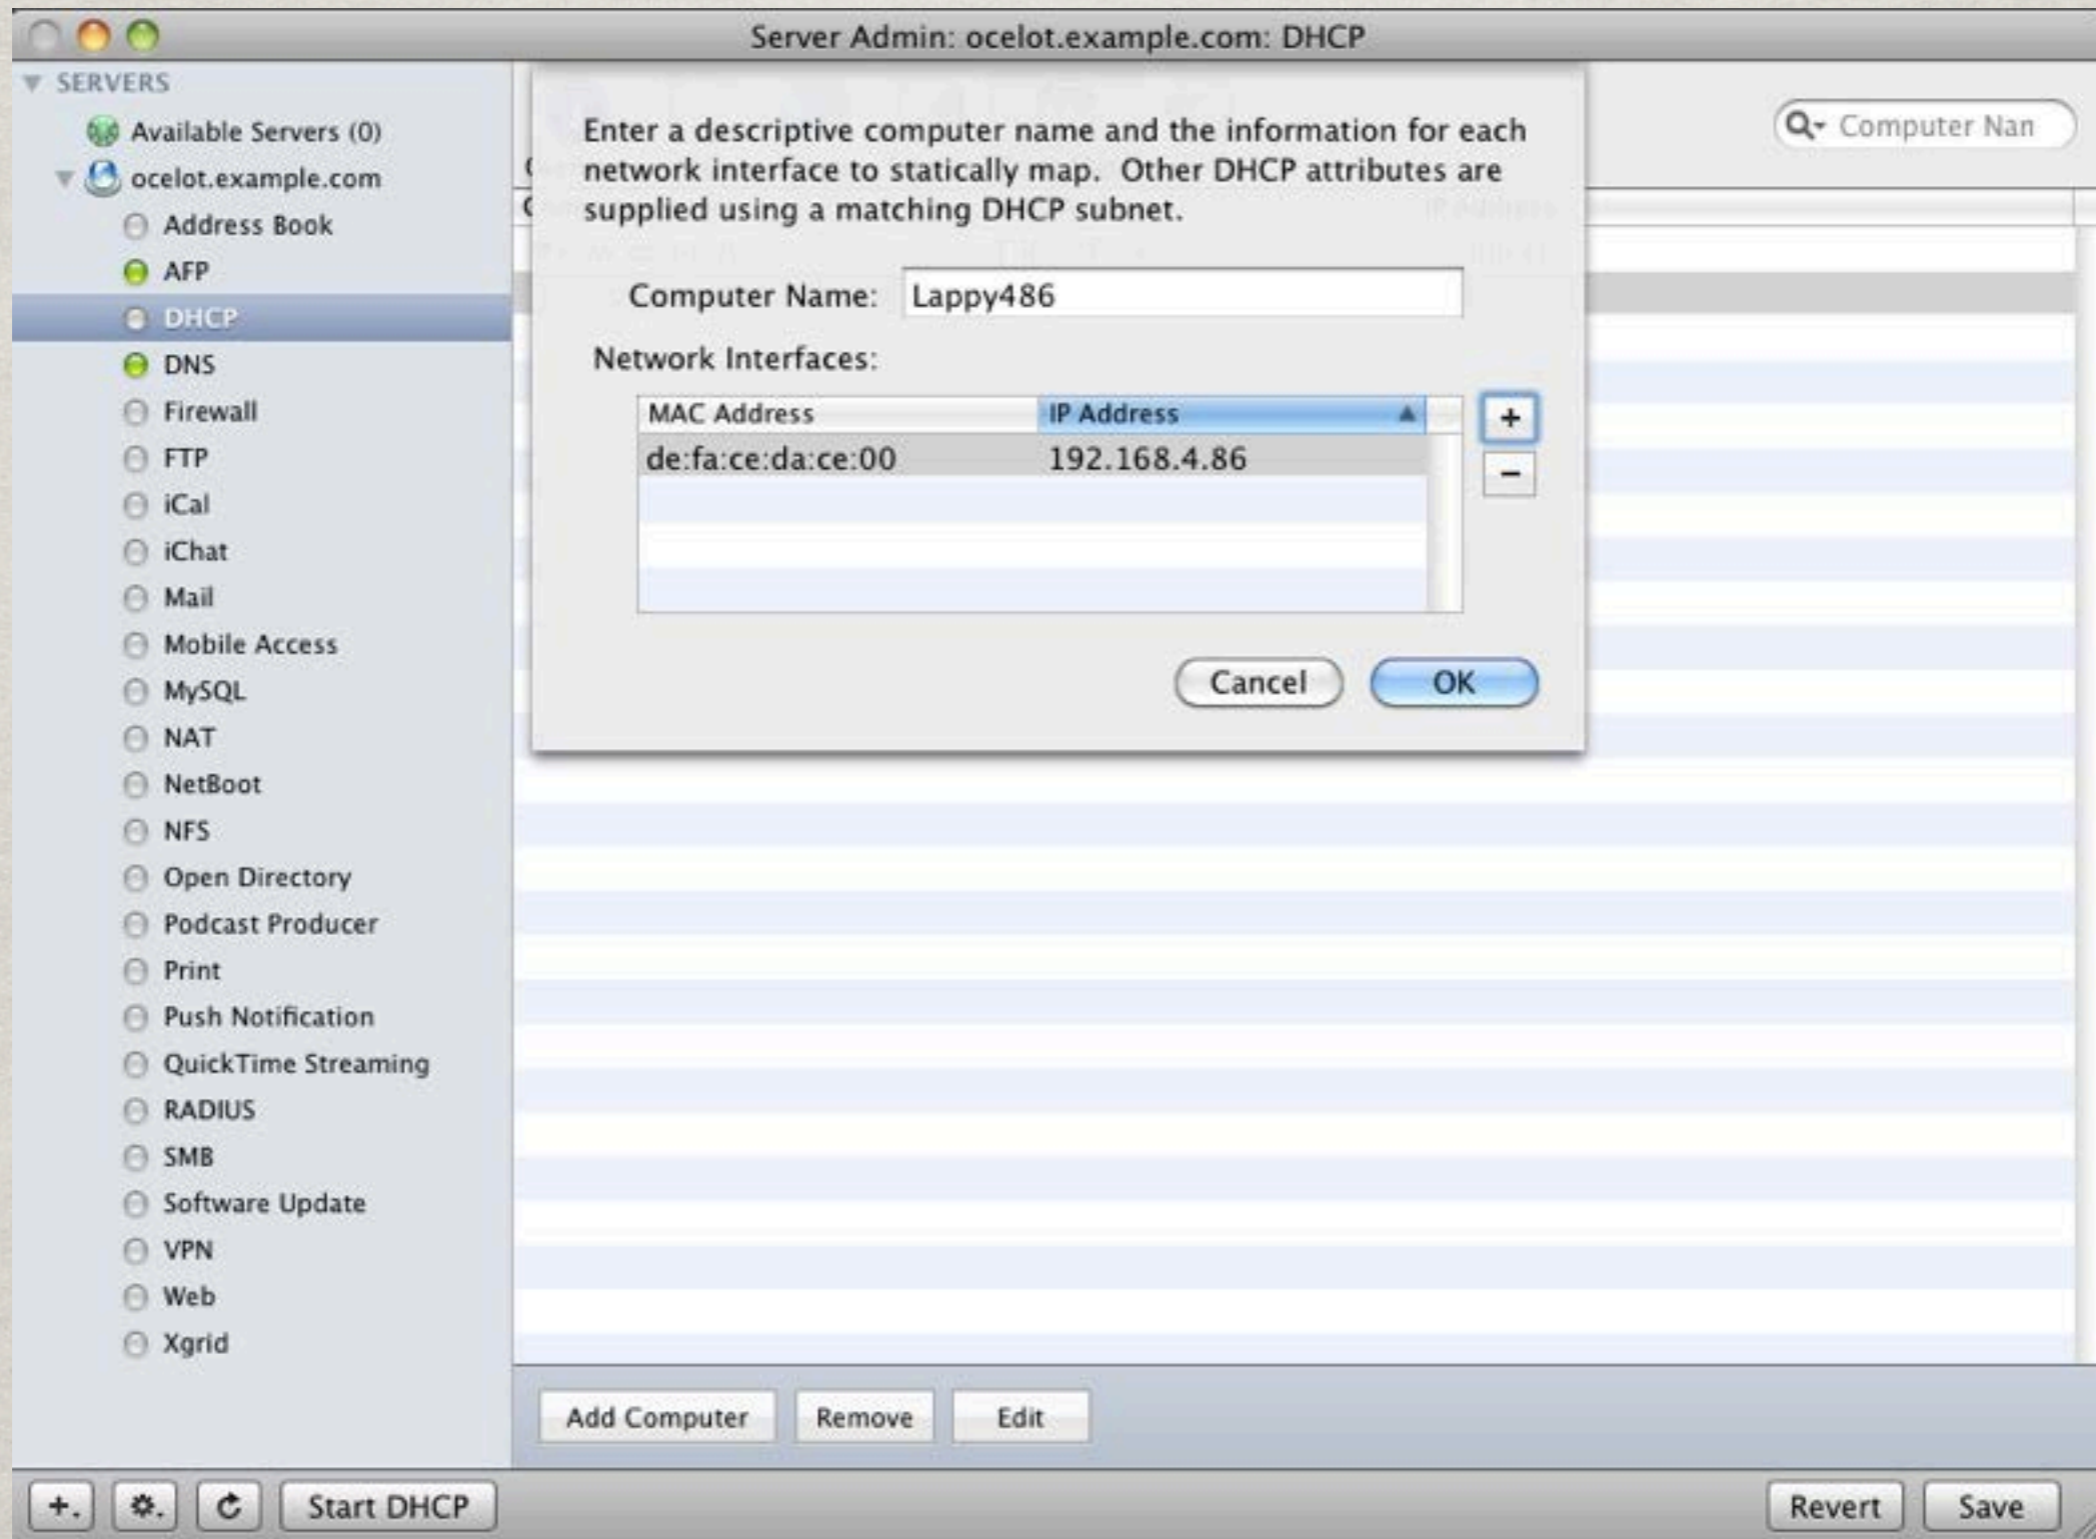 Server Admin: ocelot.example.com: DHCP
SERVERS
Available Servers (0)
ocelot.example.com
Address Book
AFP
DHCP
DNS
Firewall
FTP
iCal
iChat
Mail
Mobile Access
MySQL
NAT
NetBoot
NFS
Open Directory
Podcast Producer
Print
Push Notification
QuickTime Streaming
RADIUS
SMB
Software Update
VPN
Web
Xgrid
Enter a descriptive computer name and the information for each
network interface to statically map. Other DHCP attributes are
supplied using a matching DHCP subnet.
Computer Name: Lappy486
Network Interfaces:
MAC Address IP Address
de:fa:ce:da:ce:00 192.168.4.86
+
-
Cancel OK
Computer Nan
Add Computer Remove Edit
Start DHCP
Revert Save